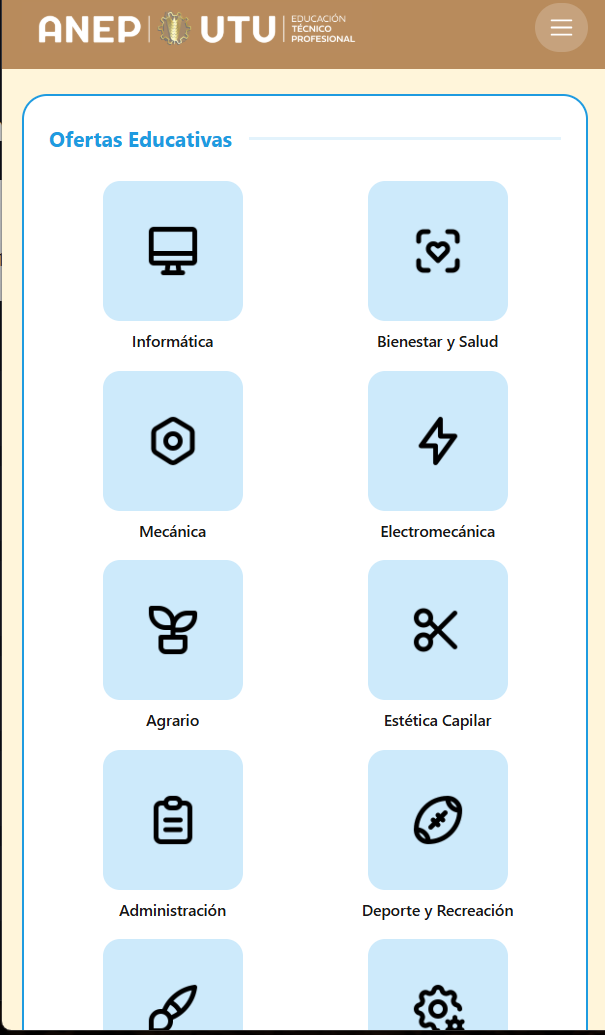 ANEP UTU EDUCACIÓN
TÉCNICO
PROFESIONAL
Ofertas Educativas
Informática
Bienestar y Salud
Mecánica
Electromecánica
Agrario
Estética Capilar
Administración
Deporte y Recreación